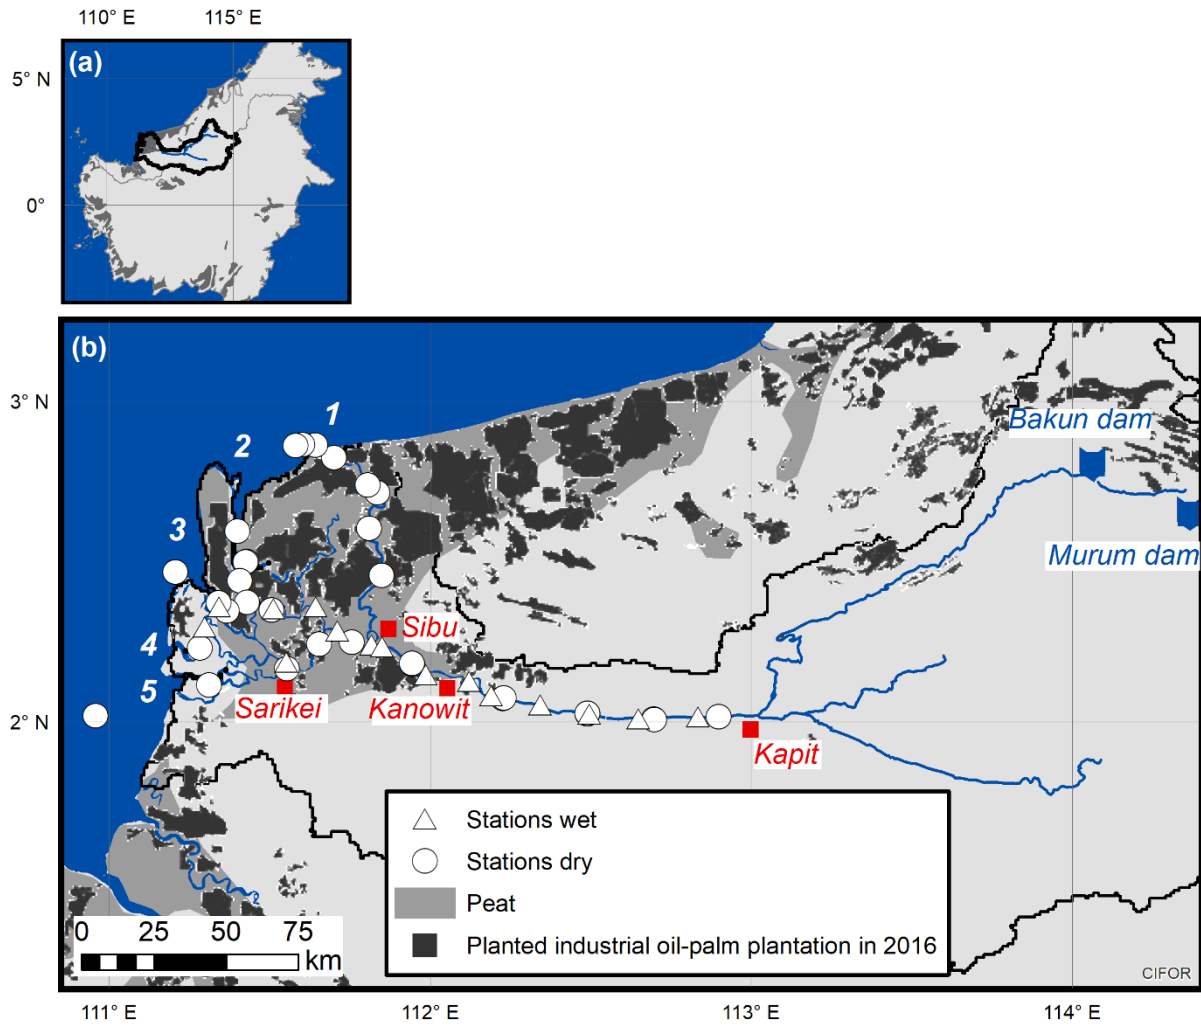 110° E 115° E
(a)
5° N
0°
(b)
3° N
1
2
Bakun dam
3
Murum dam
Sibu
4
5
Sarikei
Kanowit
2° N
Kapit
Stations wet
Stations dry
Peat
Planted industrial oil-palm plantation in 2016
0 25 50 75
km
CIFOR
111° E 112° E 113° E 114° E